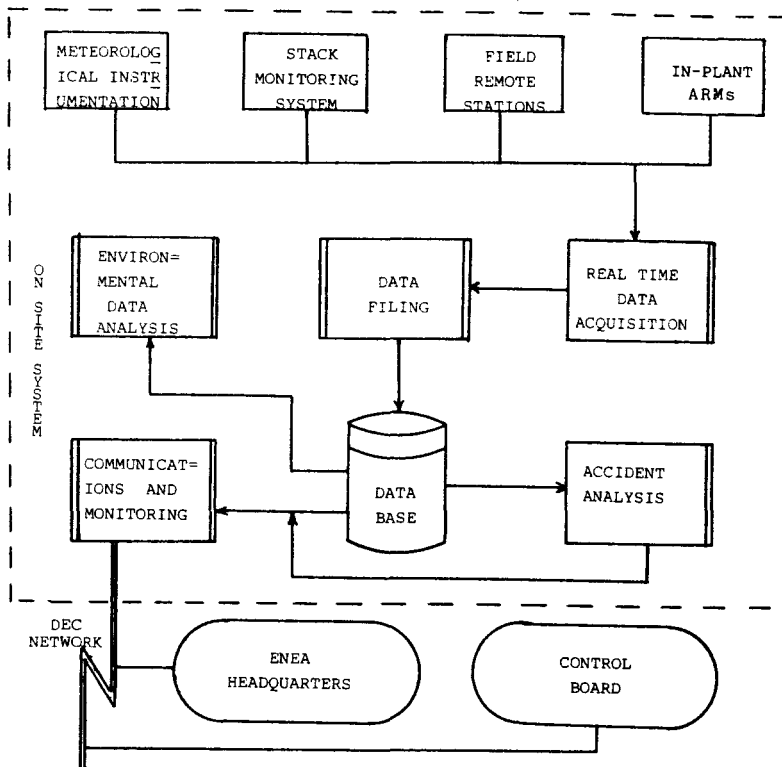 METEOROLOG
ICAL INSTR
UMENTATION
STACK
MONITORING
SYSTEM
FIELD
REMOTE
STATIONS
IN-PLANT
ARMs
ON SITE SYSTEM
ENVIRON=
MENTAL
DATA
ANALYSIS
DATA
FILING
REAL TIME
DATA
ACQUISITION
COMMUNICAT=
IONS AND
MONITORING
DATA
BASE
ACCIDENT
ANALYSIS
DEC
NETWORK
ENEA
HEADQUARTERS
CONTROL
BOARD